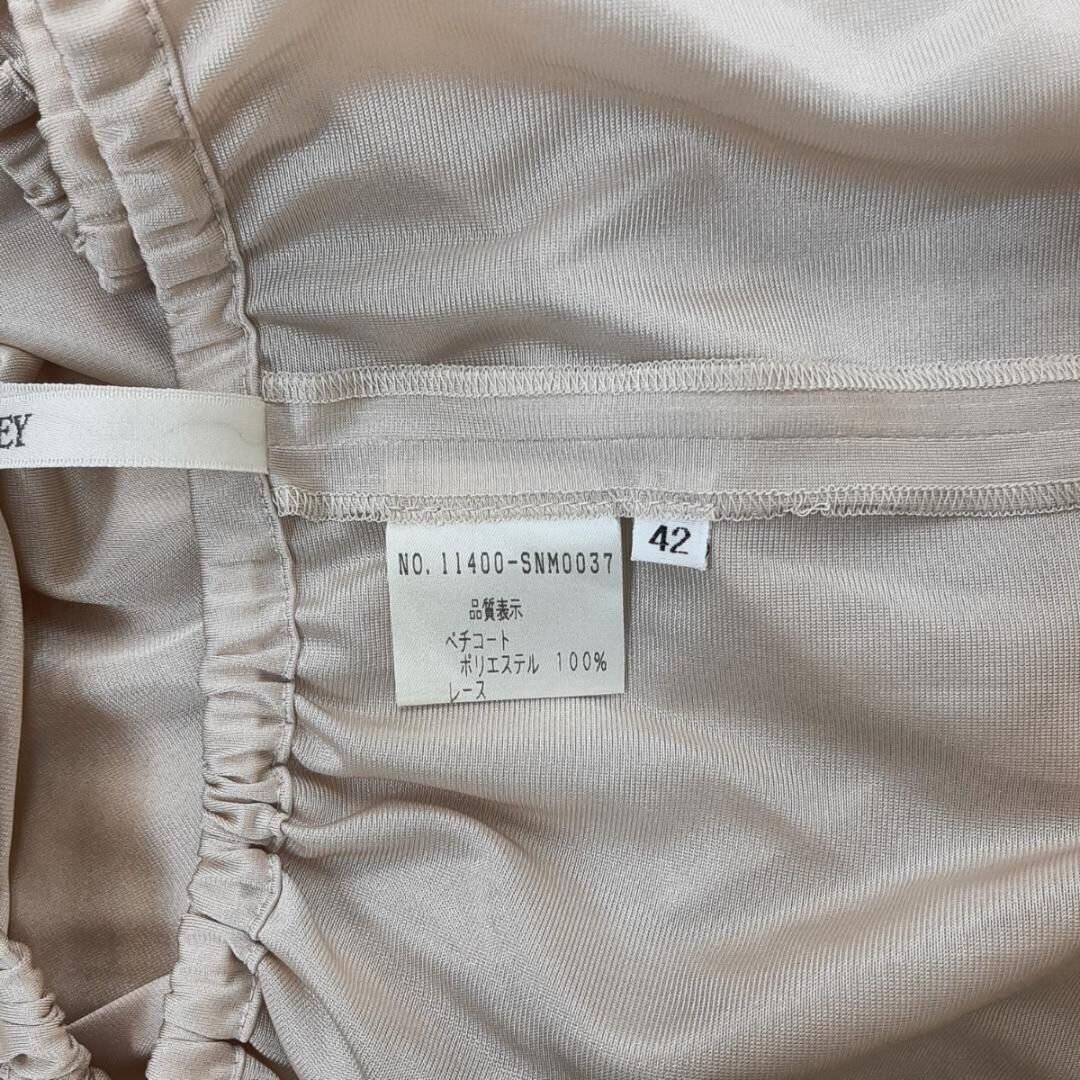 EY
NO. 11400-SNM0037
42
品質表示
ペチコート
ポリエステル 100%
レース